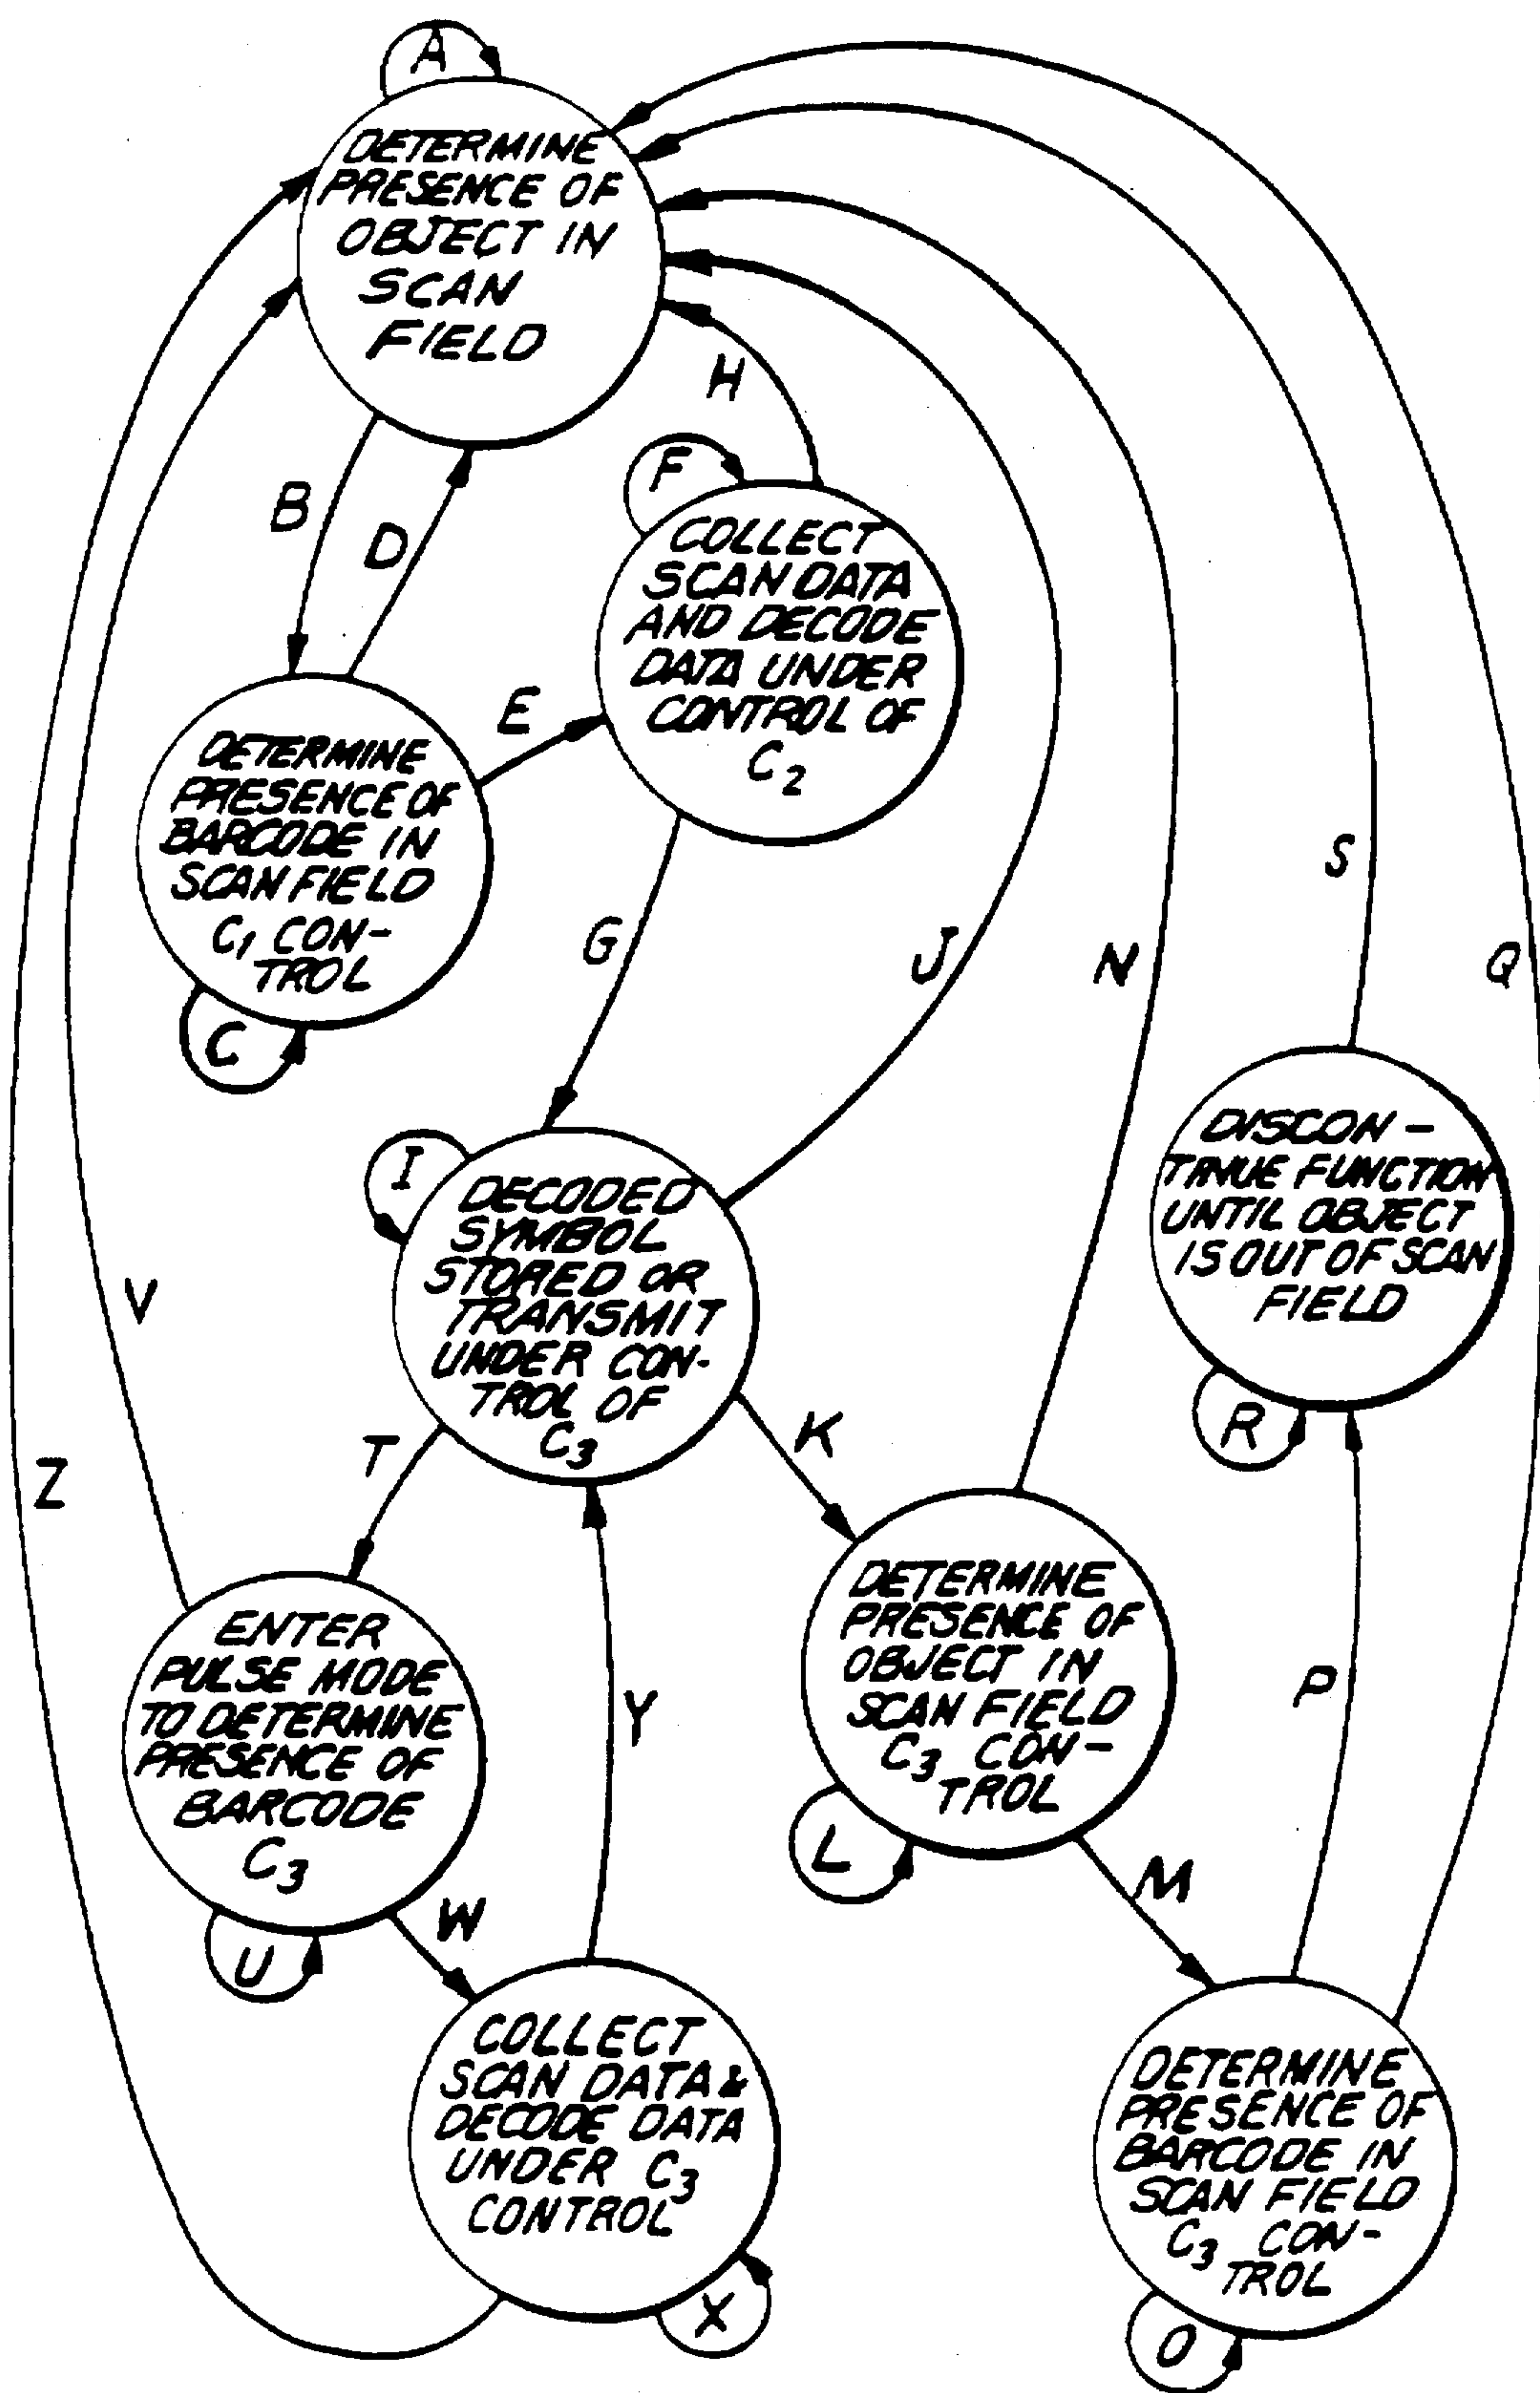 A
DETERMINE
PRESENCE OF
OBJECT IN
SCAN
FIELD
H
B
D
F
COLLECT
SCAN DATA
AND DECODE
DATA UNDER
CONTROL OF
C2
E
DETERMINE
PRESENCE OF
BARCODE IN
SCAN FIELD
C1 CON-
TROL
C
G
J
N
S
Q
DISCON-
TINUE FUNCTION
UNTIL OBJECT
IS OUT OF SCAN
FIELD
R
I
DECODED
SYMBOL
STORED OR
TRANSMIT
UNDER CON-
TROL OF
C3
V
Z
T
K
ENTER
PULSE MODE
TO DETERMINE
PRESENCE OF
BARCODE
C3
U
Y
DETERMINE
PRESENCE OF
OBJECT IN
SCAN FIELD
C3 CON-
TROL
L
P
M
W
COLLECT
SCAN DATA &
DECODE DATA
UNDER C3
CONTROL
X
DETERMINE
PRESENCE OF
BARCODE IN
SCAN FIELD
C3 CON-
TROL
O